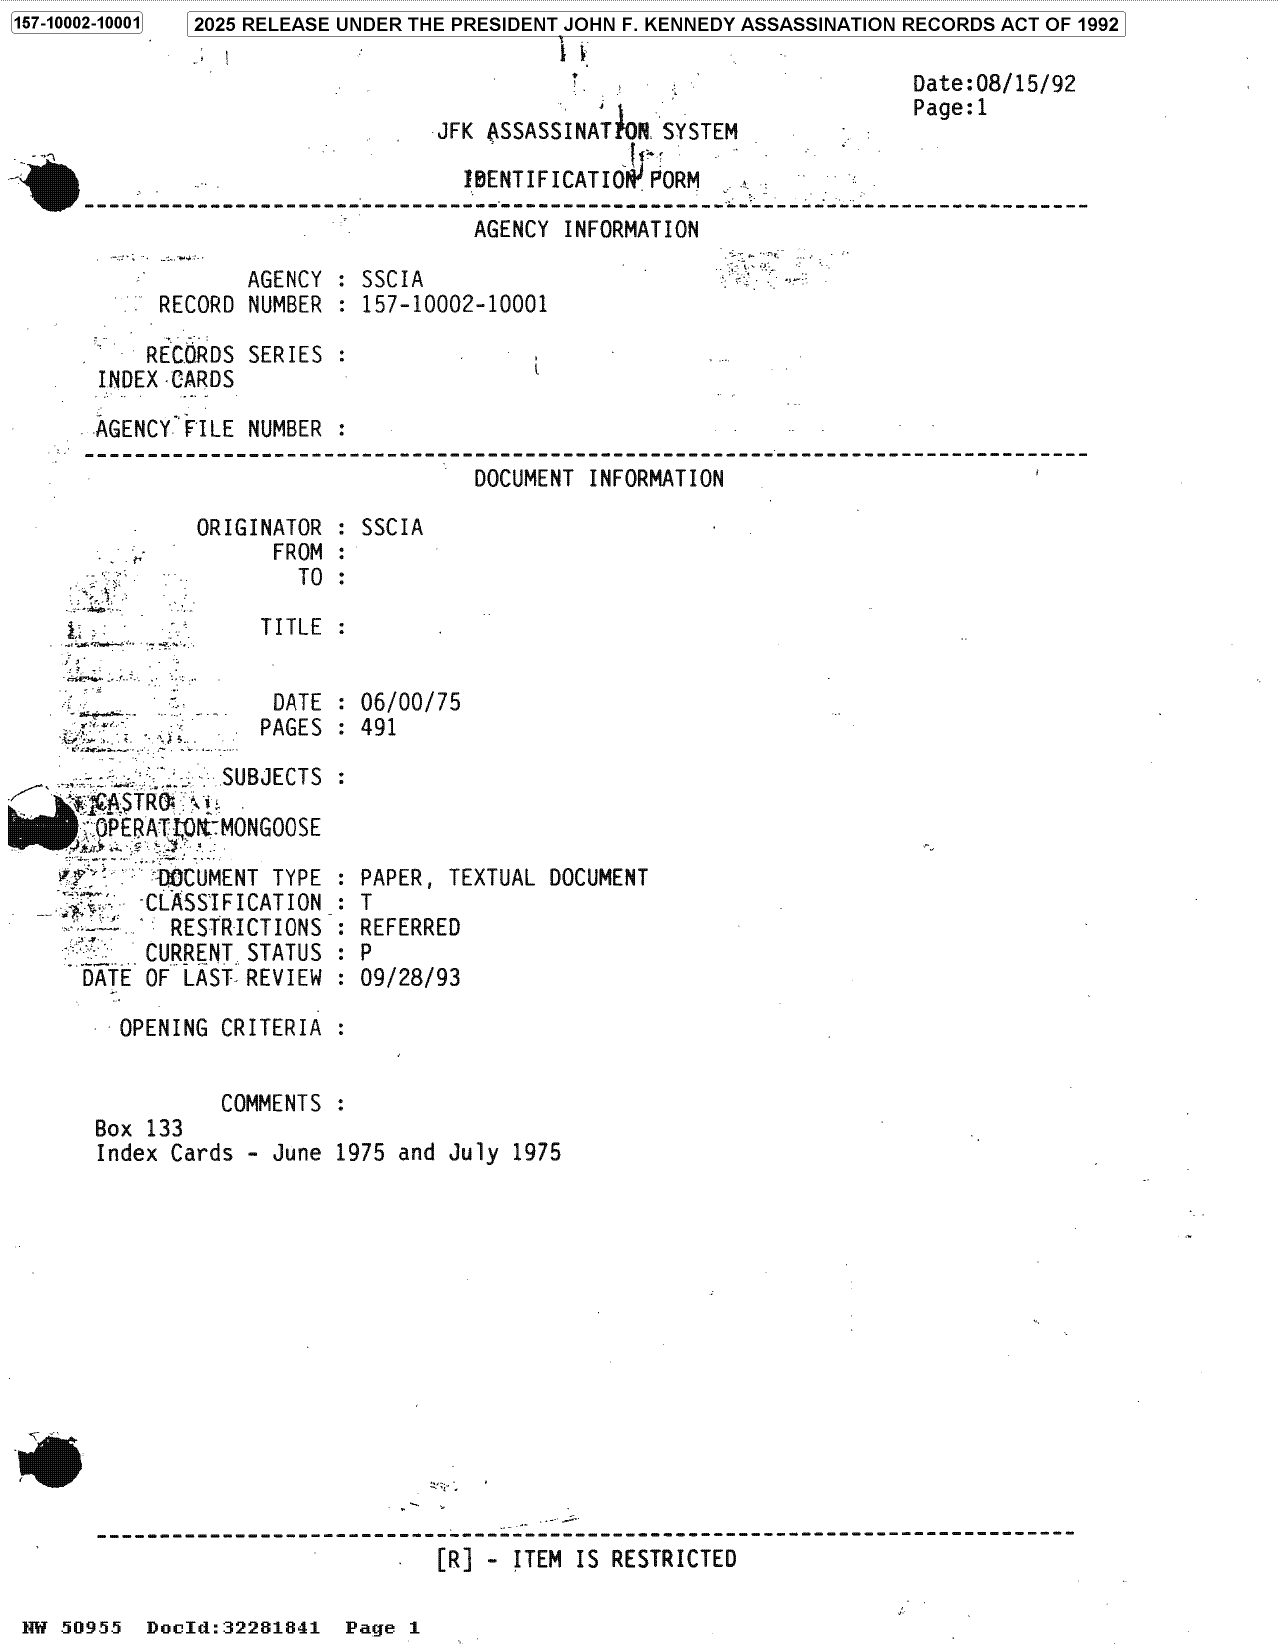 157-10002-10001
2025 RELEASE UNDER THE PRESIDENT JOHN F. KENNEDY ASSASSINATION RECORDS ACT OF 1992
Date:08/15/92
Page:1
JFK ASSASSINATION SYSTEM
IDENTIFICATION FORM
AGENCY INFORMATION
AGENCY : SSCIA
RECORD NUMBER : 157-10002-10001
RECORDS SERIES :
INDEX CARDS
AGENCY FILE NUMBER :
DOCUMENT INFORMATION
ORIGINATOR : SSCIA
FROM :
TO :
TITLE :
DATE : 06/00/75
PAGES : 491
SUBJECTS :
CASTRO
OPERATION MONGOOSE
DOCUMENT TYPE : PAPER, TEXTUAL DOCUMENT
CLASSIFICATION : T
RESTRICTIONS : REFERRED
CURRENT STATUS : P
DATE OF LAST REVIEW : 09/28/93
OPENING CRITERIA :
COMMENTS :
Box 133
Index Cards - June 1975 and July 1975
[R] - ITEM IS RESTRICTED
NW 50955 DocId:32281841 Page 1